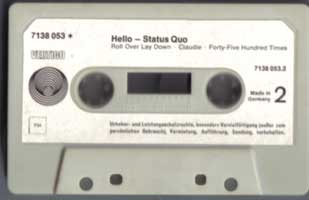 7138 053 *
Hello – Status Quo
Roll Over Lay Down · Claudie · Forty-Five Hundred Times
VERTIGO
7138 053.2
Made in
Germany
2
Urheber- und Leistungsschutzrechte, besonders Vervielfältigung (außer zum
persönlichen Gebrauch), Vermietung, Aufführung, Sendung, vorbehalten.